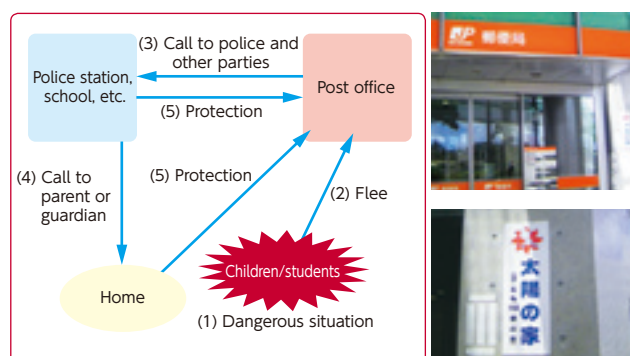 (3) Call to police and
other parties
Police station,
school, etc.
Post office
(5) Protection
(4) Call to
parent or
guardian
(5) Protection
(2) Flee
Children/students
Home
(1) Dangerous situation
郵便局
太陽の家